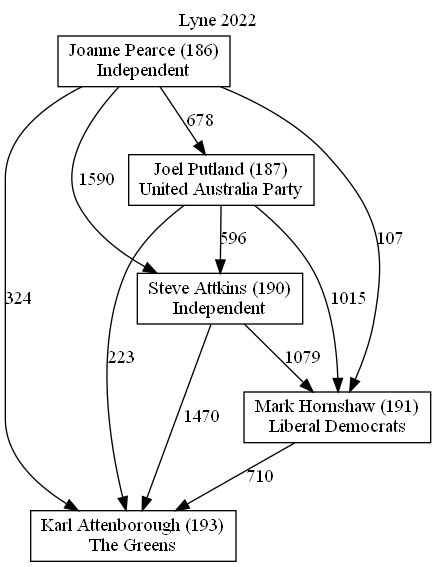 Lyne 2022
Joanne Pearce (186)
Independent
678
Joel Putland (187)
United Australia Party
1590
596
107
Steve Attkins (190)
Independent
324
223
1015
1079
Mark Hornshaw (191)
Liberal Democrats
1470
710
Karl Attenborough (193)
The Greens